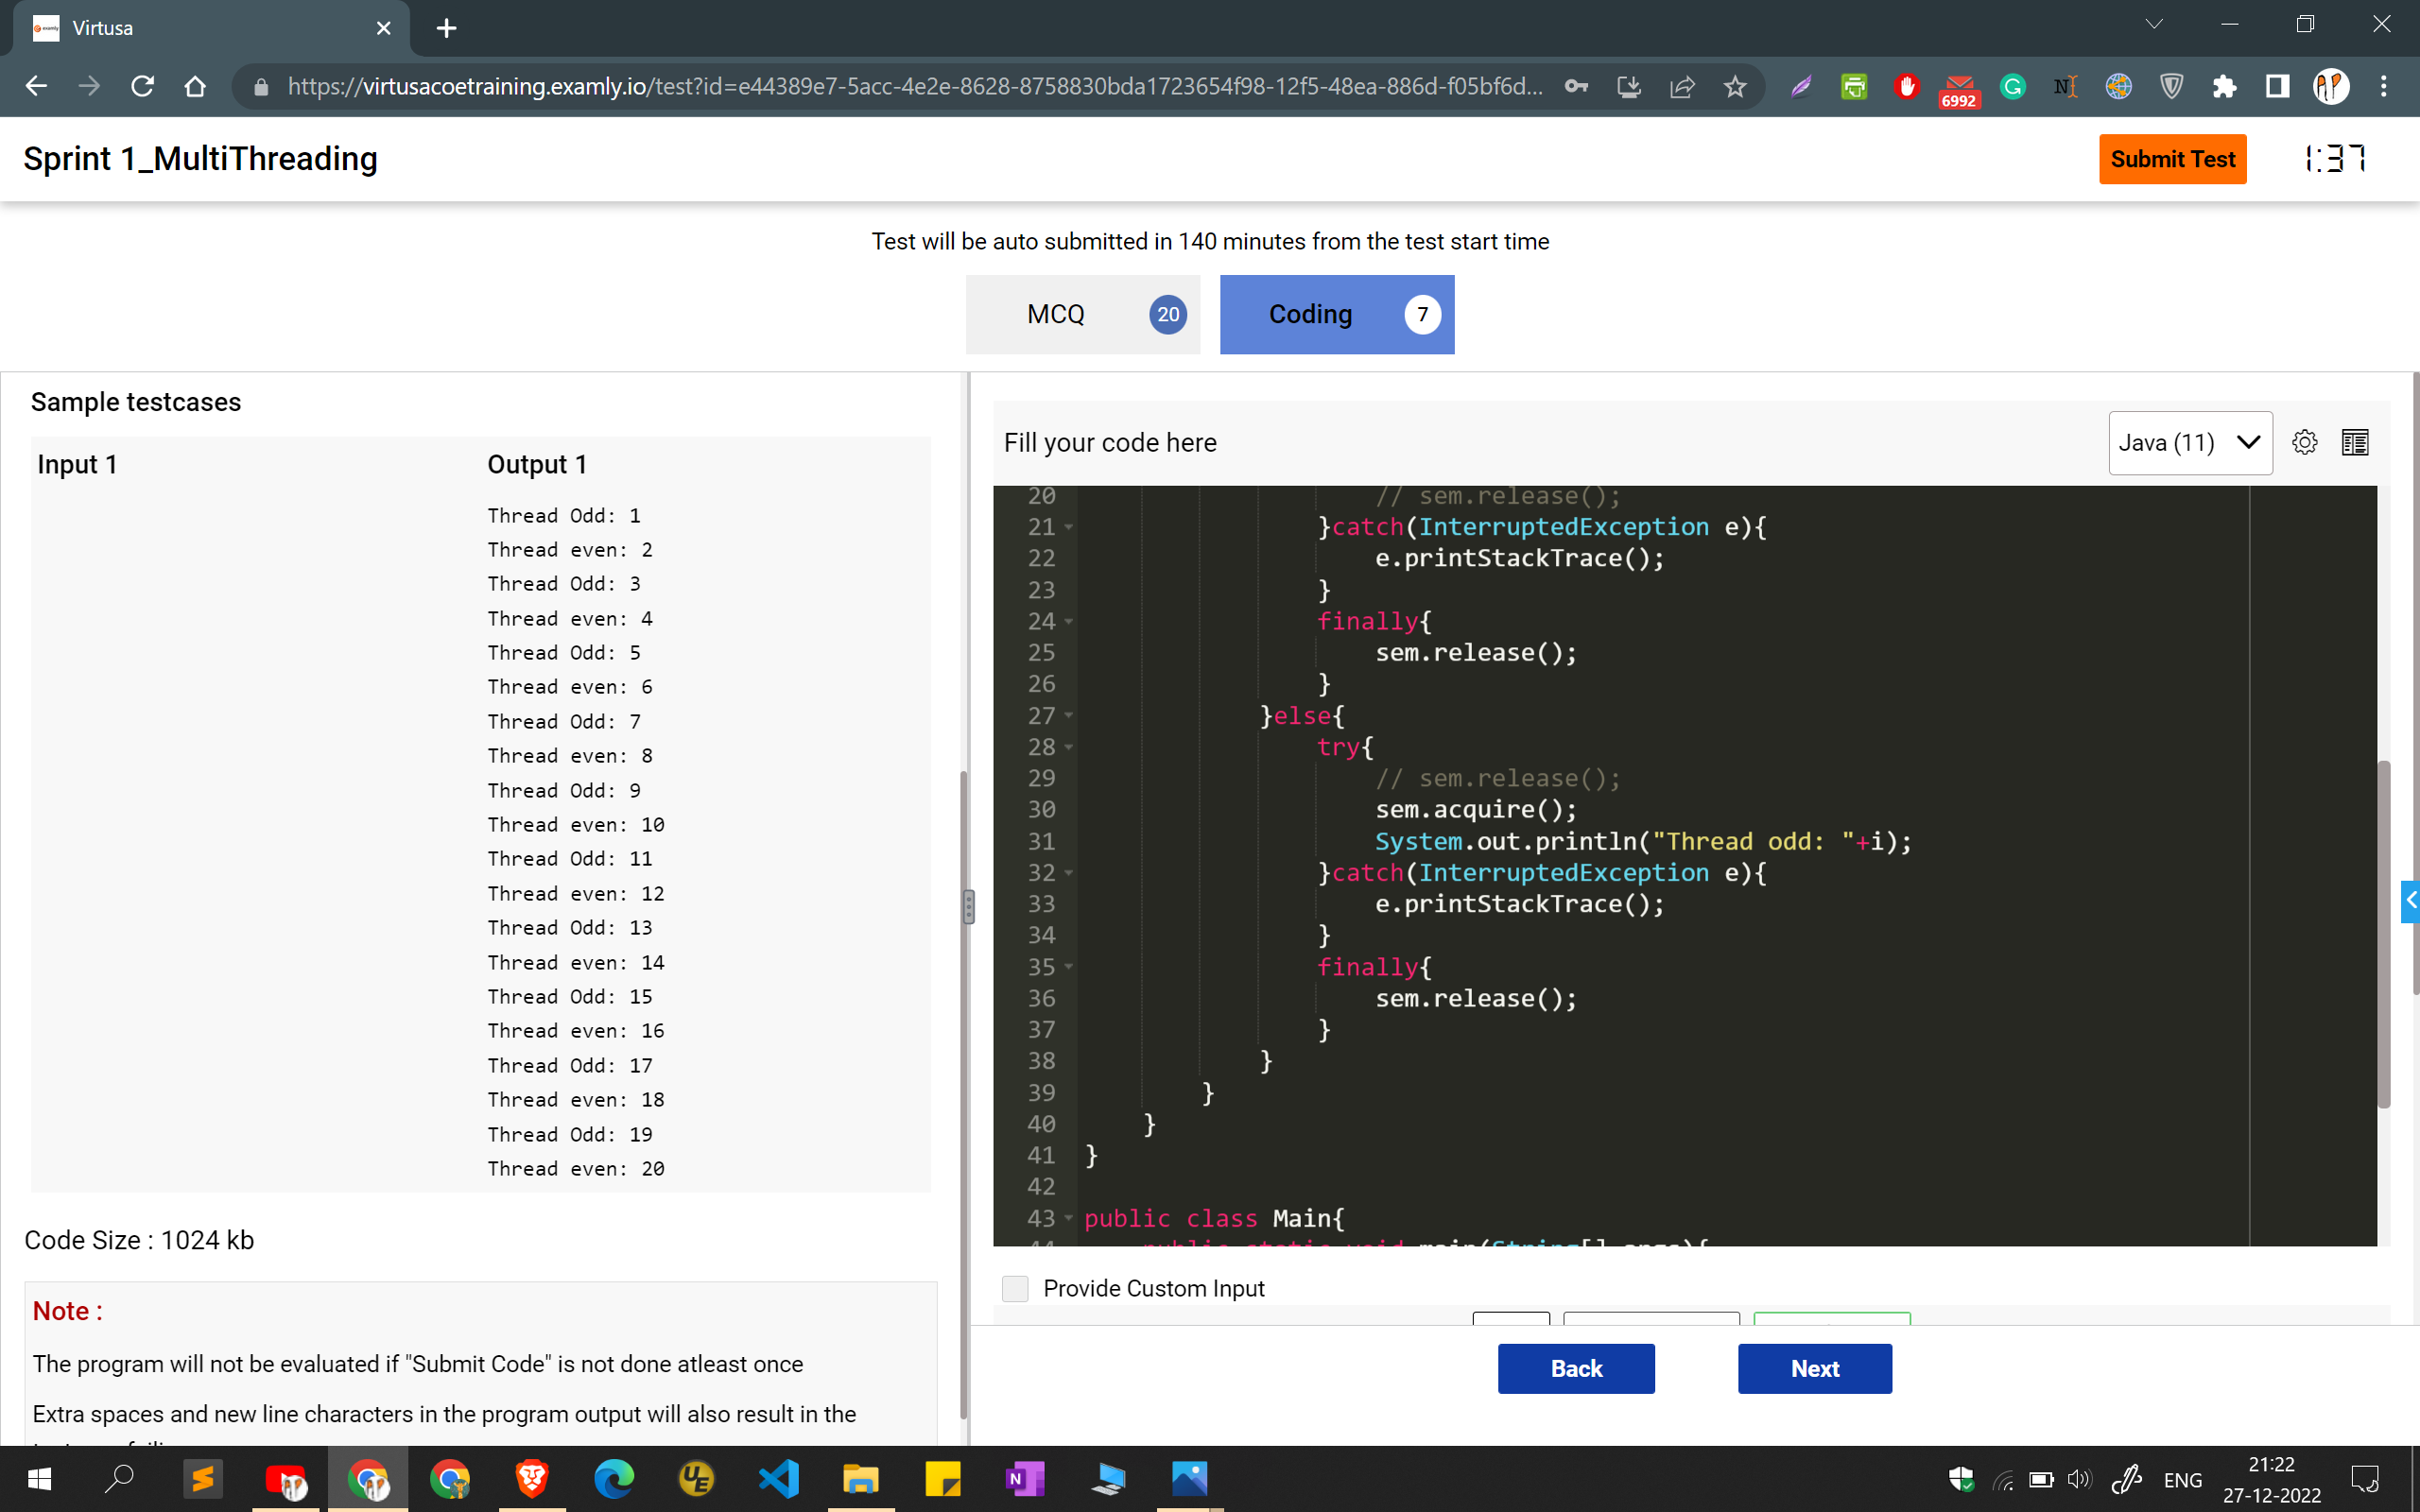 Virtusa
https://virtusacoetraining.examly.io/test?id=e44389e7-5acc-4e2e-8628-8758830bda1723654f98-12f5-48ea-886d-f05bf6d...
6992
Sprint 1_MultiThreading
Submit Test
1:37
Test will be auto submitted in 140 minutes from the test start time
MCQ 20
Coding 7
Sample testcases
Input 1
Output 1
Thread Odd: 1
Thread even: 2
Thread Odd: 3
Thread even: 4
Thread Odd: 5
Thread even: 6
Thread Odd: 7
Thread even: 8
Thread Odd: 9
Thread even: 10
Thread Odd: 11
Thread even: 12
Thread Odd: 13
Thread even: 14
Thread Odd: 15
Thread even: 16
Thread Odd: 17
Thread even: 18
Thread Odd: 19
Thread even: 20
Code Size : 1024 kb
Note :
The program will not be evaluated if "Submit Code" is not done atleast once
Extra spaces and new line characters in the program output will also result in the
Fill your code here
Java (11)
20 // sem.release();
21 }catch(InterruptedException e){
22 e.printStackTrace();
23 }
24 finally{
25 sem.release();
26 }
27 }else{
28 try{
29 // sem.release();
30 sem.acquire();
31 System.out.println("Thread odd: "+i);
32 }catch(InterruptedException e){
33 e.printStackTrace();
34 }
35 finally{
36 sem.release();
37 }
38 }
39 }
40 }
41 }
42
43 public class Main{
44 public static void main(String[] args){
Provide Custom Input
Back
Next
ENG
21:22
27-12-2022